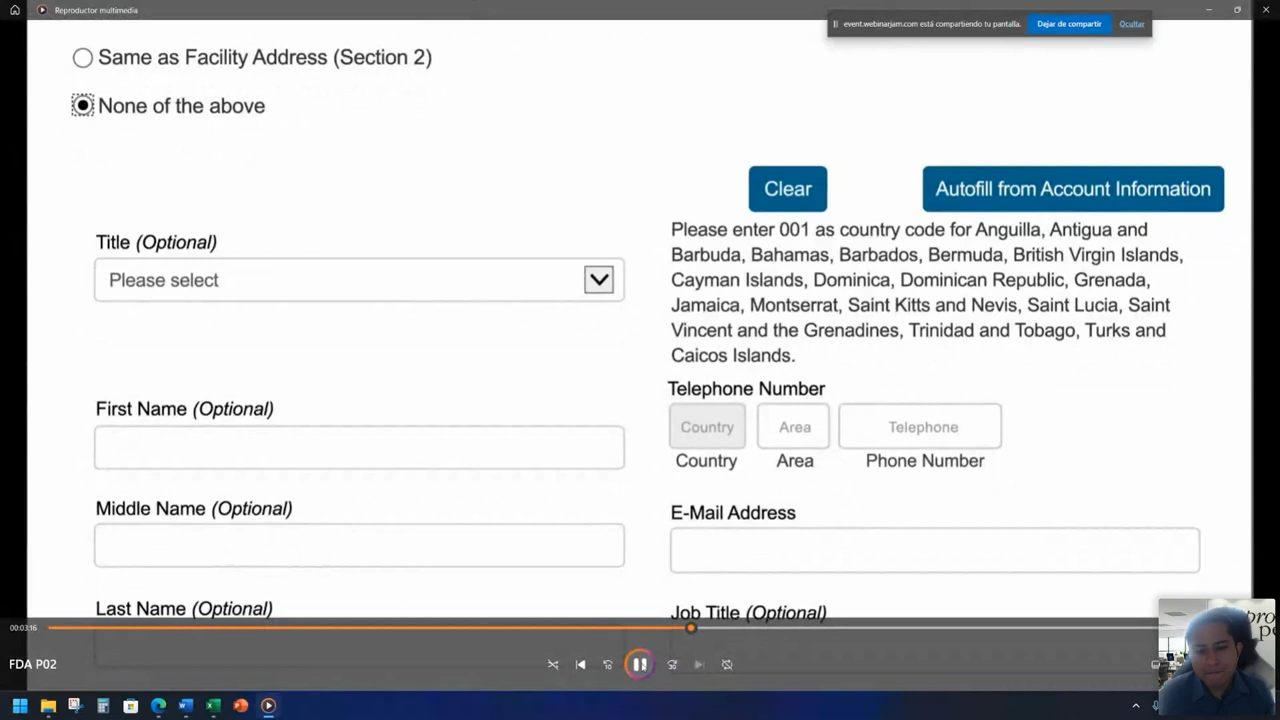 Reproductor multimedia
event.webinarjam.com está compartiendo tu pantalla.
Dejar de compartir
Ocultar
Same as Facility Address (Section 2)
None of the above
Clear
Autofill from Account Information
Please enter 001 as country code for Anguilla, Antigua and
Barbuda, Bahamas, Barbados, Bermuda, British Virgin Islands,
Cayman Islands, Dominica, Dominican Republic, Grenada,
Jamaica, Montserrat, Saint Kitts and Nevis, Saint Lucia, Saint
Vincent and the Grenadines, Trinidad and Tobago, Turks and
Caicos Islands.
Title (Optional)
Please select
Telephone Number
Country
Area
Telephone
Country
Area
Phone Number
First Name (Optional)
Middle Name (Optional)
E-Mail Address
Last Name (Optional)
Job Title (Optional)
00:03:16
FDA P02